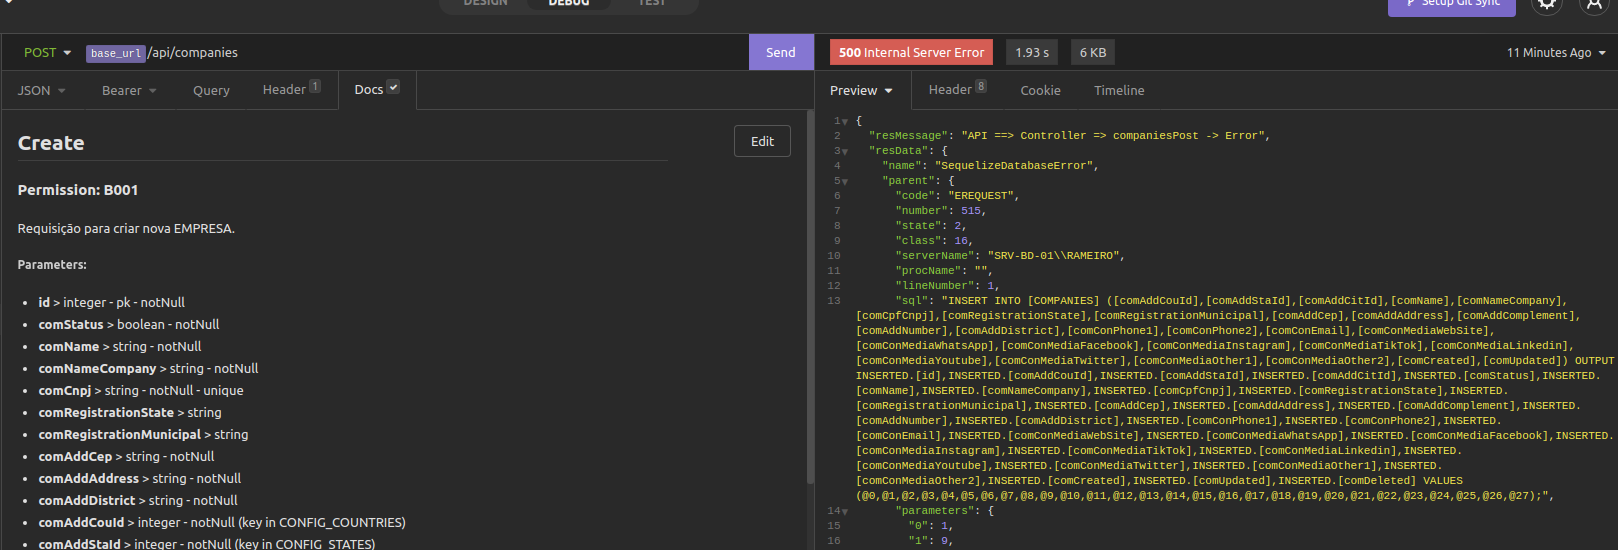 DESIGN DEBUG TEST Setup Git Sync
POST base_url /api/companies Send
JSON Bearer Query Header 1 Docs
Create Edit
Permission: B001
Requisição para criar nova EMPRESA.
Parameters:
id > integer - pk - notNull
comStatus > boolean - notNull
comName > string - notNull
comNameCompany > string - notNull
comCnpj > string - notNull - unique
comRegistrationState > string
comRegistrationMunicipal > string
comAddCep > string - notNull
comAddAddress > string - notNull
comAddDistrict > string - notNull
comAddCouId > integer - notNull (key in CONFIG_COUNTRIES)
comAddStaId > integer - notNull (key in CONFIG_STATES)
500 Internal Server Error 1.93 s 6 KB 11 Minutes Ago
Preview Header 8 Cookie Timeline
1 {
2 "resMessage": "API ==> Controller => companiesPost -> Error",
3 "resData": {
4 "name": "SequelizeDatabaseError",
5 "parent": {
6 "code": "EREQUEST",
7 "number": 515,
8 "state": 2,
9 "class": 16,
10 "serverName": "SRV-BD-01\\RAMEIRO",
11 "procName": "",
12 "lineNumber": 1,
13 "sql": "INSERT INTO [COMPANIES] ([comAddCouId],[comAddStaId],[comAddCitId],[comName],[comNameCompany],
[comCpfCnpj],[comRegistrationState],[comRegistrationMunicipal],[comAddCep],[comAddAddress],[comAddComplement],
[comAddNumber],[comAddDistrict],[comConPhone1],[comConPhone2],[comConEmail],[comConMediaWebSite],
[comConMediaWhatsApp],[comConMediaFacebook],[comConMediaInstagram],[comConMediaTikTok],[comConMediaLinkedin],
[comConMediaYoutube],[comConMediaTwitter],[comConMediaOther1],[comConMediaOther2],[comCreated],[comUpdated]) OUTPUT
INSERTED.[id],INSERTED.[comAddCouId],INSERTED.[comAddStaId],INSERTED.[comAddCitId],INSERTED.[comStatus],INSERTED.
[comName],INSERTED.[comNameCompany],INSERTED.[comCpfCnpj],INSERTED.[comRegistrationState],INSERTED.
[comRegistrationMunicipal],INSERTED.[comAddCep],INSERTED.[comAddAddress],INSERTED.[comAddComplement],INSERTED.
[comAddNumber],INSERTED.[comAddDistrict],INSERTED.[comConPhone1],INSERTED.[comConPhone2],INSERTED.
[comConEmail],INSERTED.[comConMediaWebSite],INSERTED.[comConMediaWhatsApp],INSERTED.[comConMediaFacebook],INSERTED.
[comConMediaInstagram],INSERTED.[comConMediaTikTok],INSERTED.[comConMediaLinkedin],INSERTED.
[comConMediaYoutube],INSERTED.[comConMediaTwitter],INSERTED.[comConMediaOther1],INSERTED.
[comConMediaOther2],INSERTED.[comCreated],INSERTED.[comUpdated],INSERTED.[comDeleted] VALUES
(@0,@1,@2,@3,@4,@5,@6,@7,@8,@9,@10,@11,@12,@13,@14,@15,@16,@17,@18,@19,@20,@21,@22,@23,@24,@25,@26,@27);",
14 "parameters": {
15 "0": 1,
16 "1": 9,